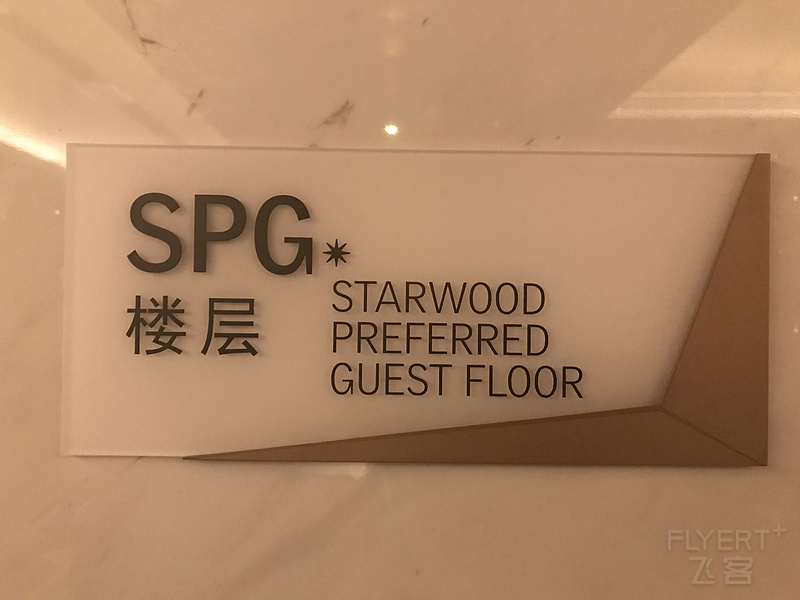 SPG*
楼层
STARWOOD
PREFERRED
GUEST FLOOR
FLYERT+
飞客